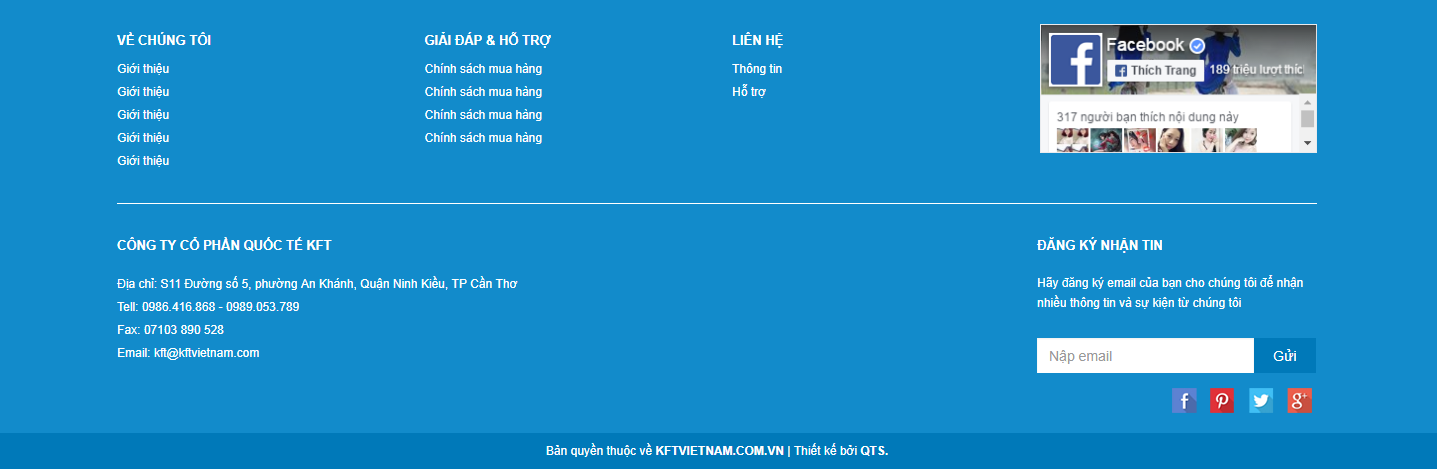 VỀ CHÚNG TÔI
Giới thiệu
Giới thiệu
Giới thiệu
Giới thiệu
Giới thiệu
GIẢI ĐÁP & HỖ TRỢ
Chính sách mua hàng
Chính sách mua hàng
Chính sách mua hàng
Chính sách mua hàng
LIÊN HỆ
Thông tin
Hỗ trợ
Facebook
Thích Trang
189 triệu lượt thíc
317 người bạn thích nội dung này
CÔNG TY CỔ PHẦN QUỐC TẾ KFT
Địa chỉ: S11 Đường số 5, phường An Khánh, Quận Ninh Kiều, TP Cần Thơ
Tell: 0986.416.868 - 0989.053.789
Fax: 07103 890 528
Email: kft@kftvietnam.com
ĐĂNG KÝ NHẬN TIN
Hãy đăng ký email của bạn cho chúng tôi để nhận
nhiều thông tin và sự kiện từ chúng tôi
Nập email
Gửi
Bản quyền thuộc về KFTVIETNAM.COM.VN | Thiết kế bởi QTS.